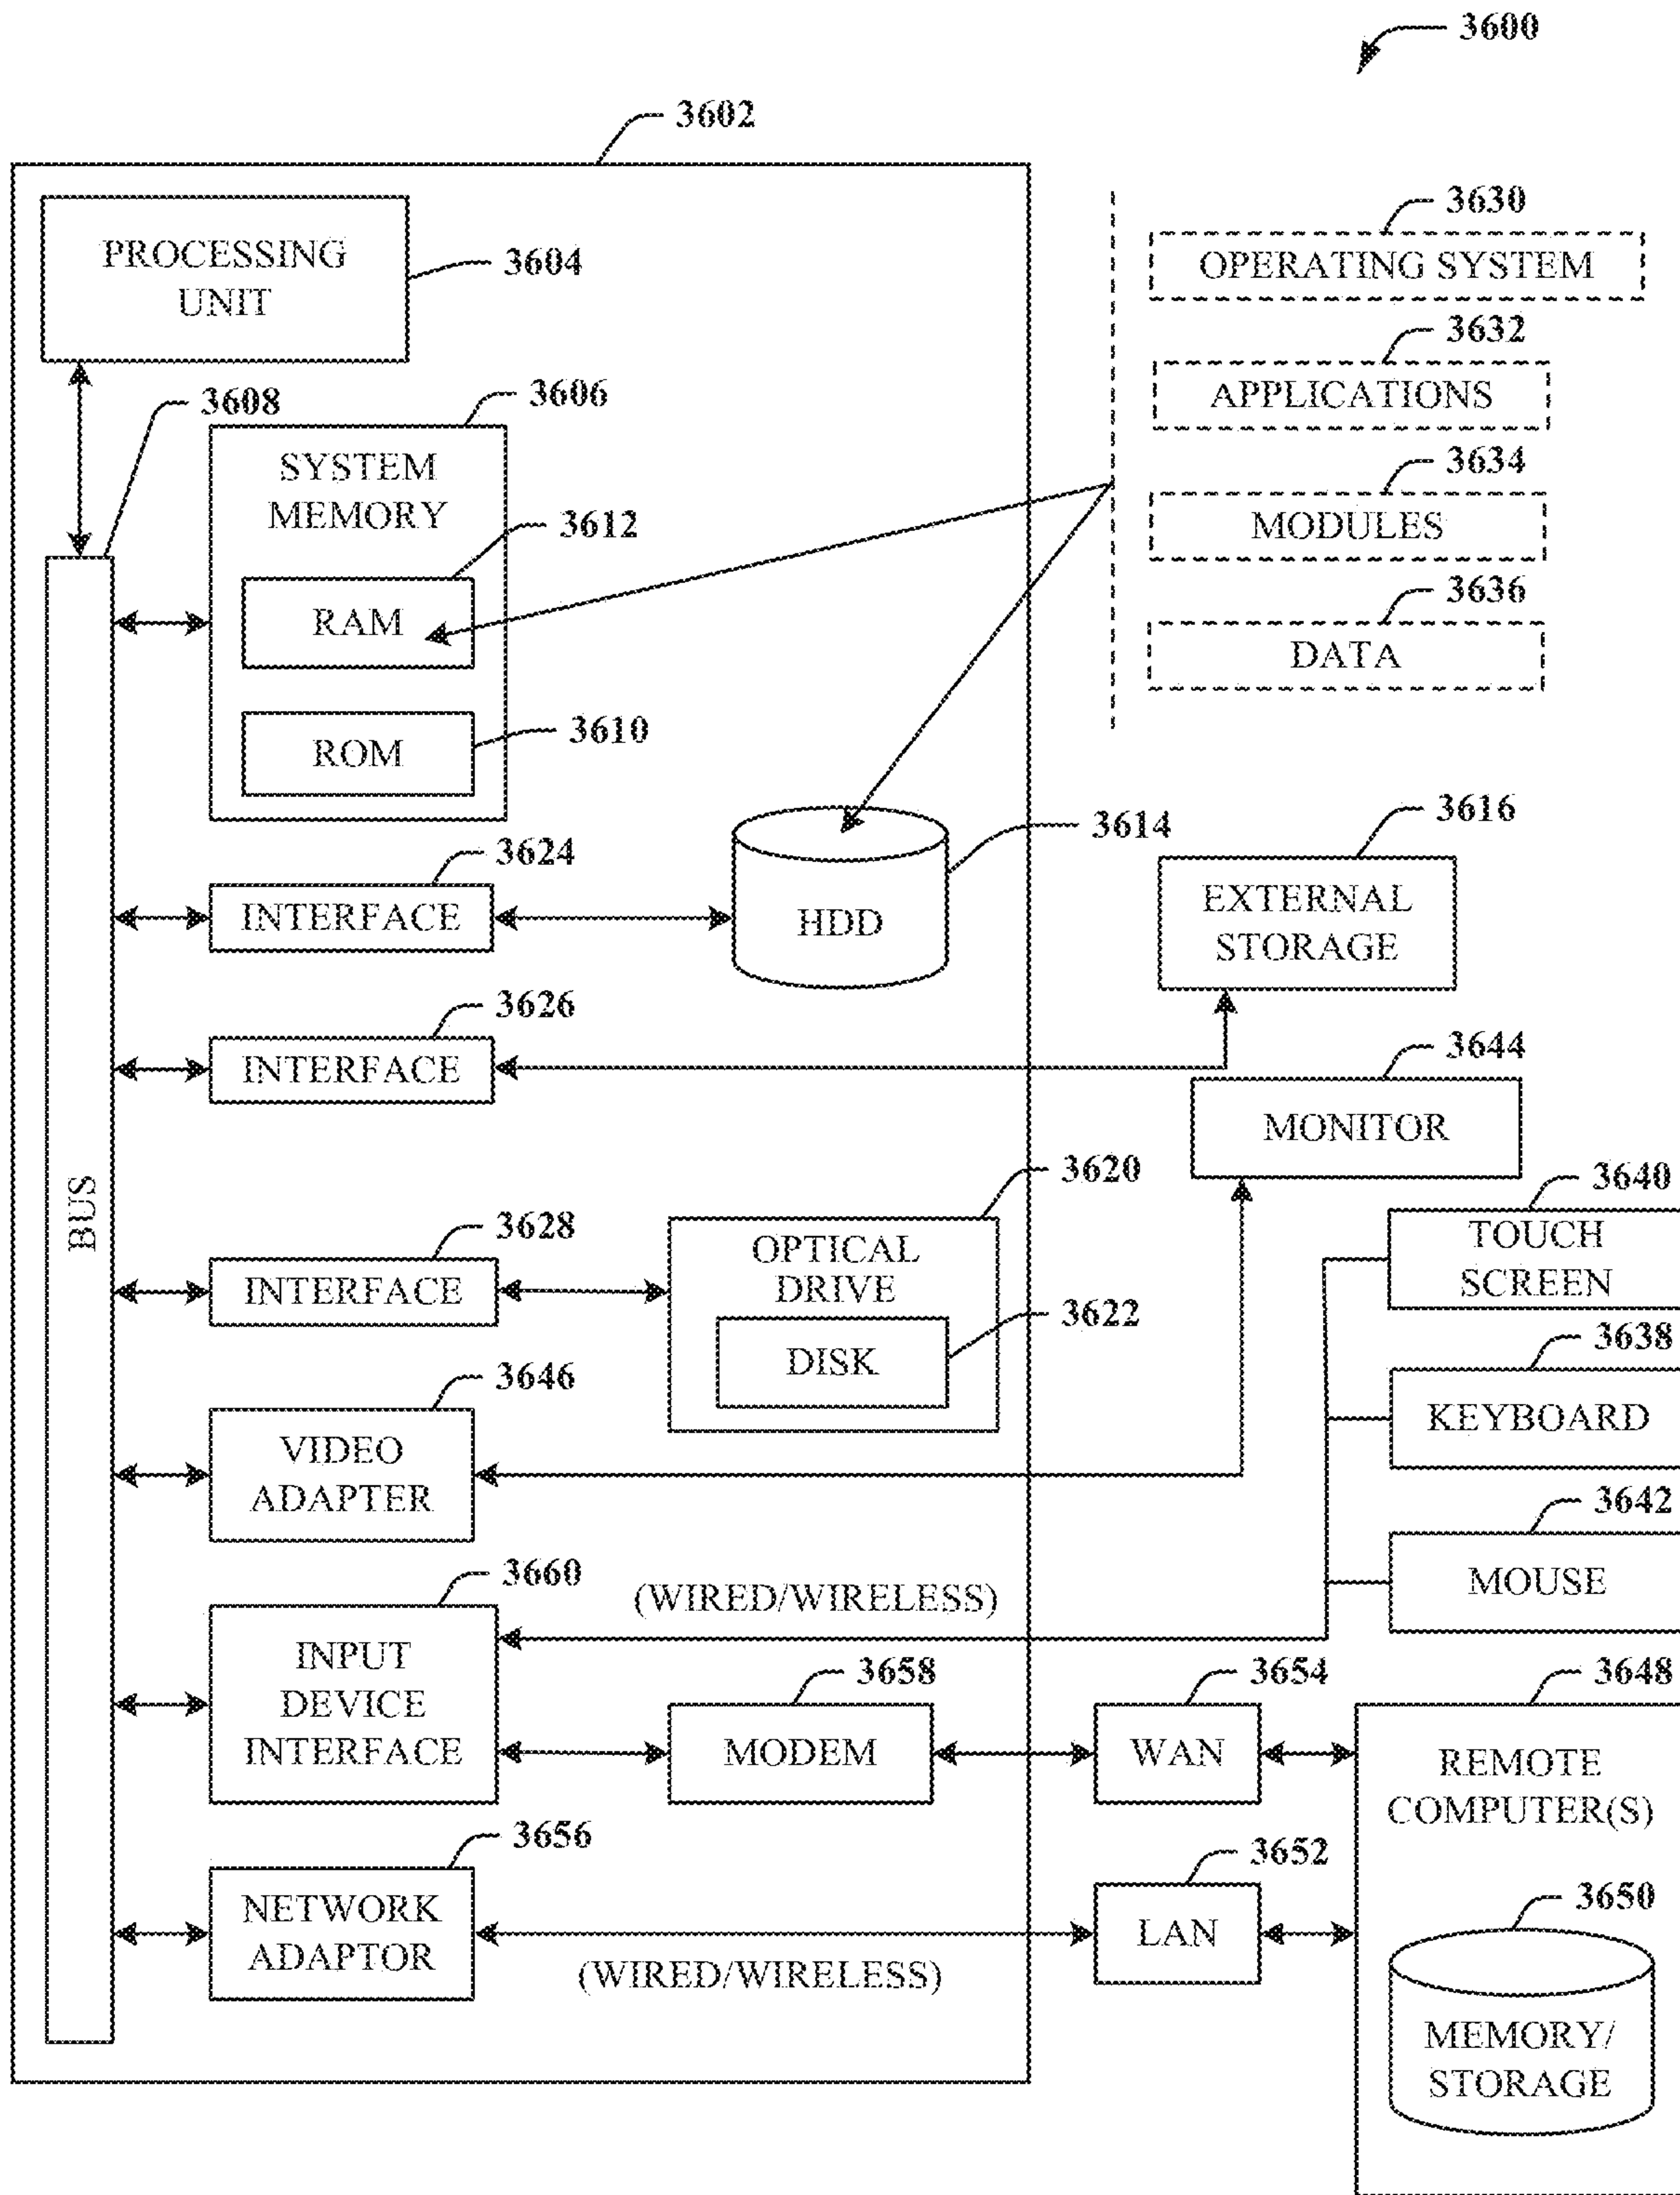 3600
3602
PROCESSING
UNIT
3604
3630
OPERATING SYSTEM
3632
APPLICATIONS
3634
MODULES
3636
DATA
3608
3606
SYSTEM
MEMORY
3612
RAM
3610
ROM
3624
INTERFACE
3614
HDD
3616
EXTERNAL
STORAGE
3626
INTERFACE
3644
MONITOR
BUS
3628
INTERFACE
3620
OPTICAL
DRIVE
3622
DISK
3640
TOUCH
SCREEN
3638
KEYBOARD
3646
VIDEO
ADAPTER
3642
MOUSE
3660
INPUT
DEVICE
INTERFACE
(WIRED/WIRELESS)
3658
MODEM
3654
WAN
3648
REMOTE
COMPUTER(S)
3656
NETWORK
ADAPTOR
(WIRED/WIRELESS)
3652
LAN
3650
MEMORY/
STORAGE